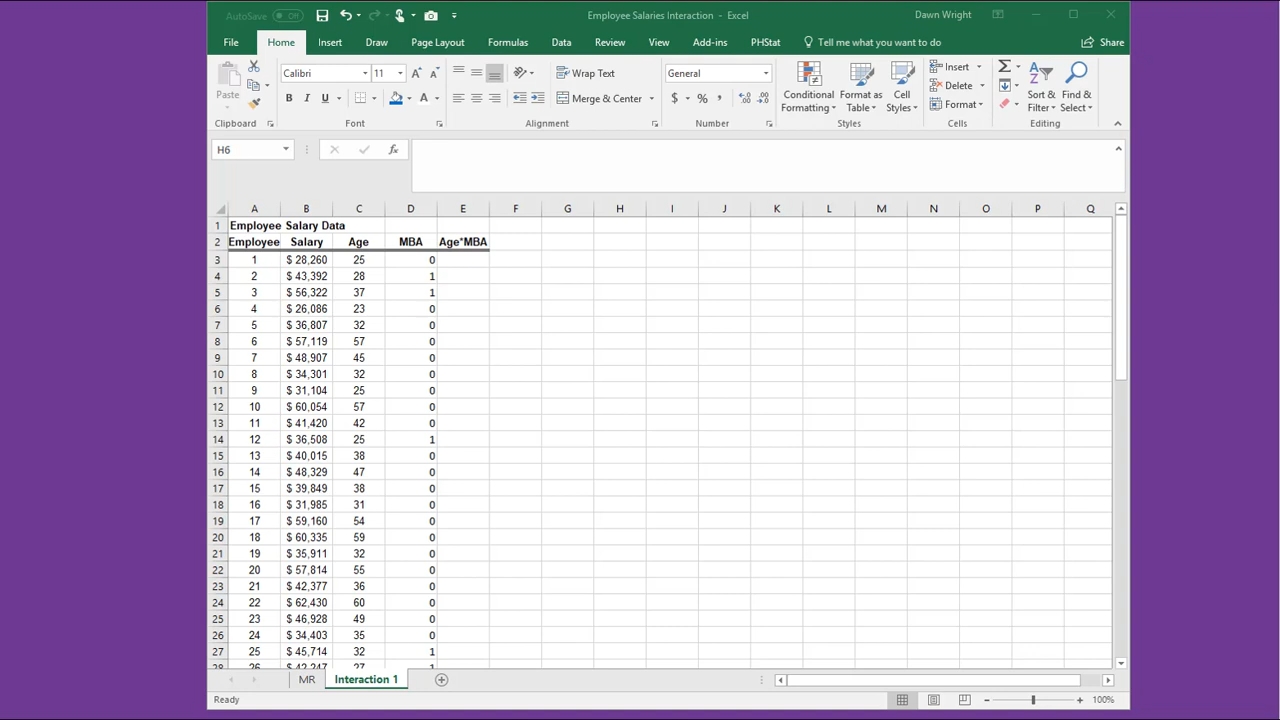 AutoSave Off Employee Salaries Interaction - Excel Dawn Wright
File Home Insert Draw Page Layout Formulas Data Review View Add-ins PHStat Tell me what you want to do Share
Calibri 11 Wrap Text General Insert
Paste Conditional Formatting Format as Table Cell Styles Delete Sort & Filter Find & Select
B I U A Merge & Center $ % , Format
Clipboard Font Alignment Number Styles Cells Editing
H6 fx
A B C D E F G H I J K L M N O P Q
1 Employee Salary Data
2 Employee Salary Age MBA Age*MBA
3 1 $ 28,260 25 0
4 2 $ 43,392 28 1
5 3 $ 56,322 37 1
6 4 $ 26,086 23 0
7 5 $ 36,807 32 0
8 6 $ 57,119 57 0
9 7 $ 48,907 45 0
10 8 $ 34,301 32 0
11 9 $ 31,104 25 0
12 10 $ 60,054 57 0
13 11 $ 41,420 42 0
14 12 $ 36,508 25 1
15 13 $ 40,015 38 0
16 14 $ 48,329 47 0
17 15 $ 39,849 38 0
18 16 $ 31,985 31 0
19 17 $ 59,160 54 0
20 18 $ 60,335 59 0
21 19 $ 35,911 32 0
22 20 $ 57,814 55 0
23 21 $ 42,377 36 0
24 22 $ 62,430 60 0
25 23 $ 46,928 49 0
26 24 $ 34,403 35 0
27 25 $ 45,714 32 1
28 26 $ 42,247 27 1
MR Interaction 1
Ready 100%